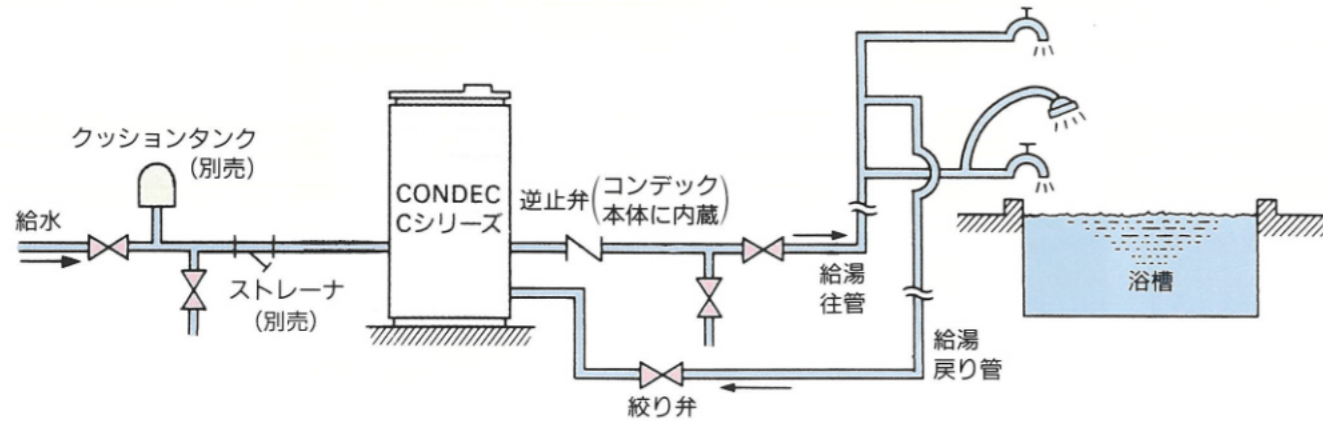 クッションタンク
(別売)
給水
ストレーナ
(別売)
CONDEC
Cシリーズ
逆止弁(コンデック
本体に内蔵)
給湯
往管
給湯
戻り管
絞り弁
浴槽